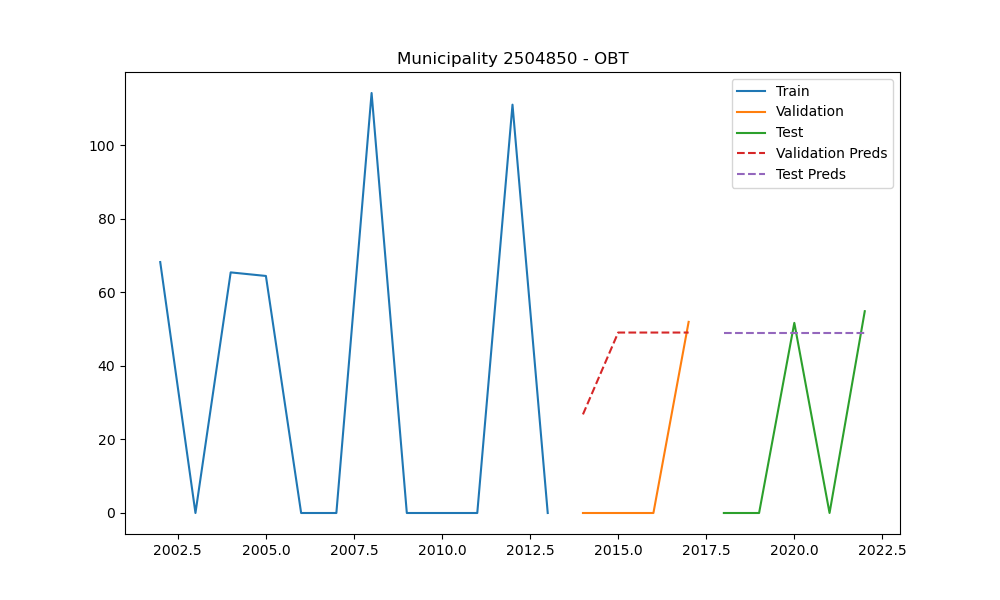 Municipality 2504850 - OBT
Train
Validation
Test
Validation Preds
Test Preds
100
80
60
40
20
0
2002.5 2005.0 2007.5 2010.0 2012.5 2015.0 2017.5 2020.0 2022.5